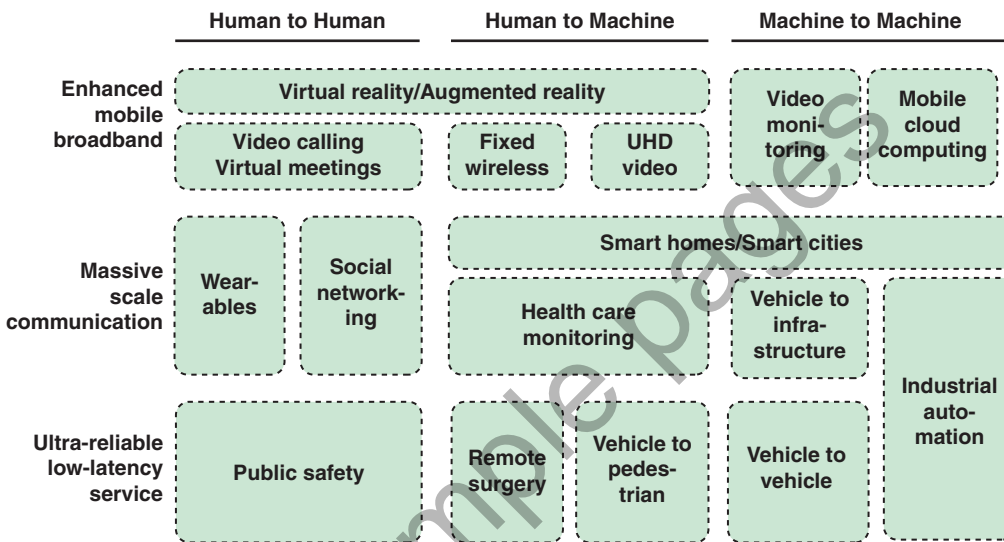 Human to Human
Human to Machine
Machine to Machine
Enhanced
mobile
broadband
Virtual reality/Augmented reality
Video calling
Virtual meetings
Fixed
wireless
UHD
video
Video
moni-
toring
Mobile
cloud
computing
Massive
scale
communication
Wear-
ables
Social
network-
ing
Smart homes/Smart cities
Health care
monitoring
Vehicle to
infra-
structure
Industrial
auto-
mation
Ultra-reliable
low-latency
service
Public safety
Remote
surgery
Vehicle to
pedes-
trian
Vehicle to
vehicle
mple pages